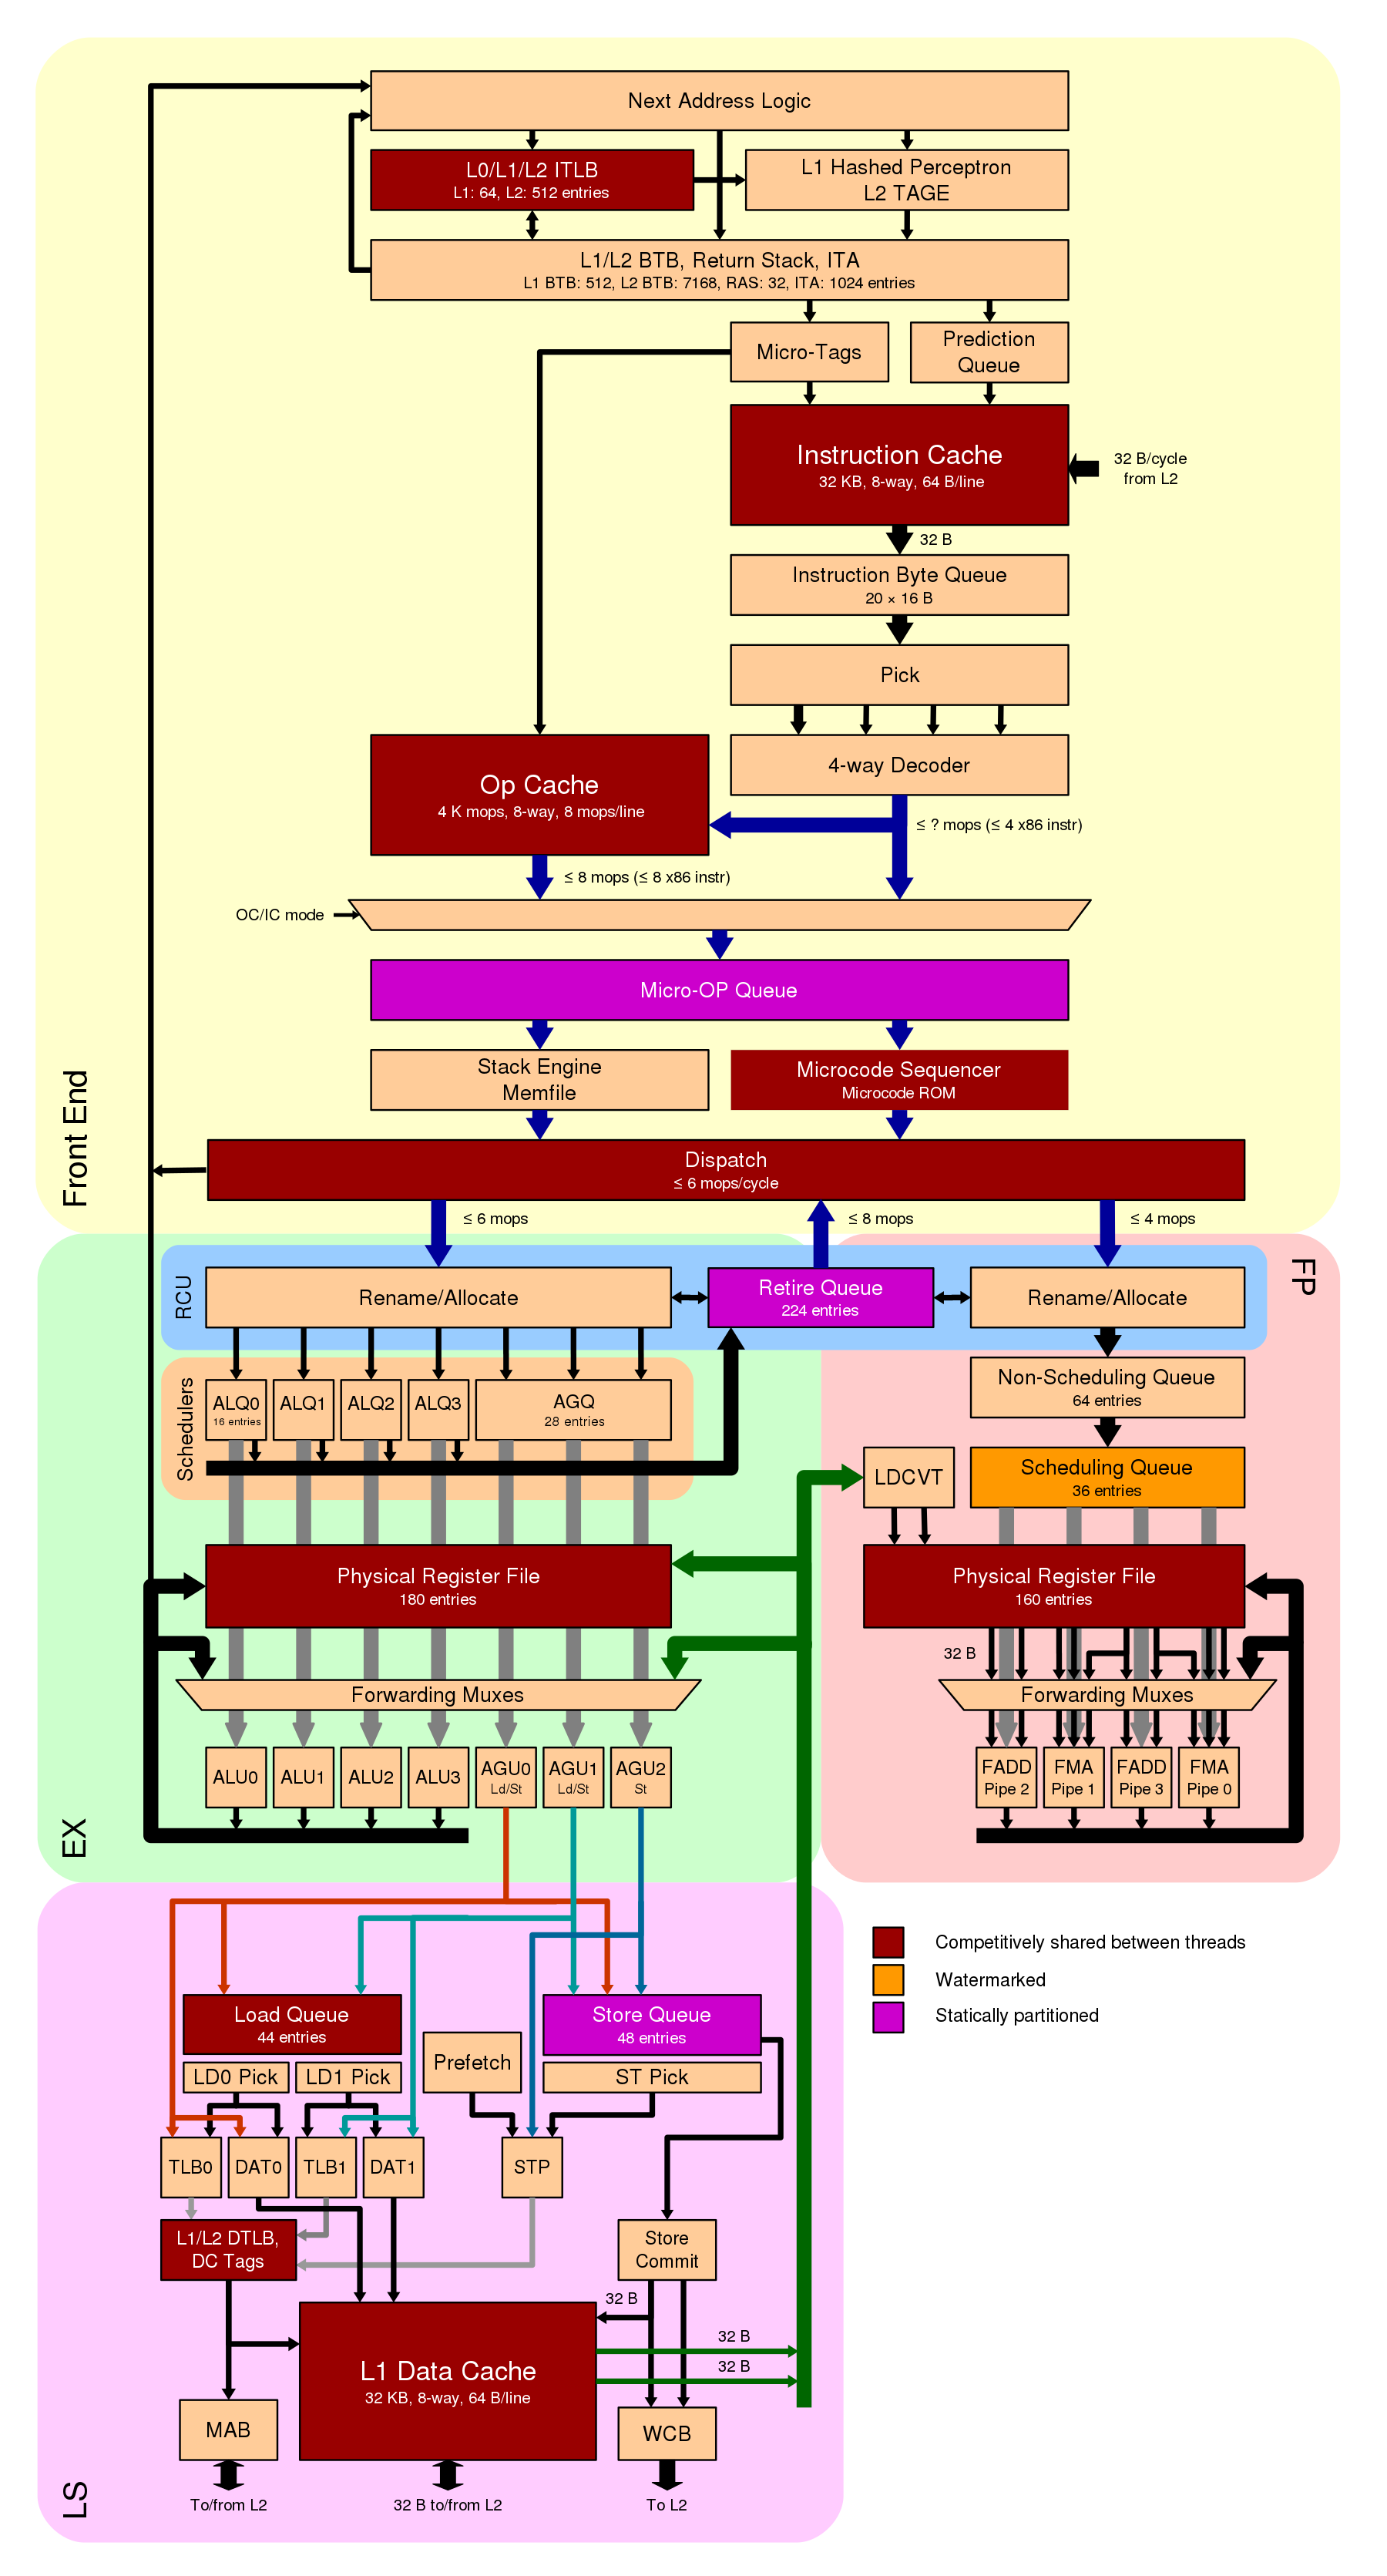 Next Address Logic
L0/L1/L2 ITLB
L1: 64, L2: 512 entries
L1 Hashed Perceptron
L2 TAGE
L1/L2 BTB, Return Stack, ITA
L1 BTB: 512, L2 BTB: 7168, RAS: 32, ITA: 1024 entries
Micro-Tags
Prediction
Queue
Instruction Cache
32 KB, 8-way, 64 B/line
32 B/cycle
from L2
32 B
Instruction Byte Queue
20 × 16 B
Pick
Op Cache
4 K mops, 8-way, 8 mops/line
4-way Decoder
≤ ? mops (≤ 4 x86 instr)
≤ 8 mops (≤ 8 x86 instr)
OC/IC mode
Micro-OP Queue
Stack Engine
Memfile
Microcode Sequencer
Microcode ROM
Front End
Dispatch
≤ 6 mops/cycle
≤ 6 mops
≤ 8 mops
≤ 4 mops
RCU
Rename/Allocate
Retire Queue
224 entries
Rename/Allocate
FP
Schedulers
ALQ0
16 entries
ALQ1
ALQ2
ALQ3
AGQ
28 entries
Non-Scheduling Queue
64 entries
LDCVT
Scheduling Queue
36 entries
Physical Register File
180 entries
Physical Register File
160 entries
32 B
Forwarding Muxes
Forwarding Muxes
ALU0
ALU1
ALU2
ALU3
AGU0
Ld/St
AGU1
Ld/St
AGU2
St
FADD
Pipe 2
FMA
Pipe 1
FADD
Pipe 3
FMA
Pipe 0
EX
Competitively shared between threads
Watermarked
Statically partitioned
Load Queue
44 entries
Store Queue
48 entries
LD0 Pick
LD1 Pick
Prefetch
ST Pick
TLB0
DAT0
TLB1
DAT1
STP
L1/L2 DTLB,
DC Tags
Store
Commit
32 B
32 B
32 B
L1 Data Cache
32 KB, 8-way, 64 B/line
MAB
WCB
LS
To/from L2
32 B to/from L2
To L2